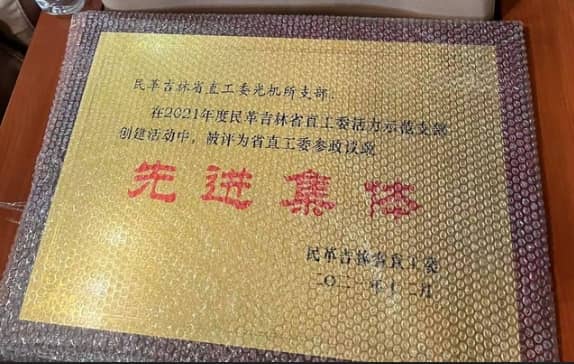 民革吉林省直工委光机所支部：
在2021年度民革吉林省直工委活力示范支部
创建活动中，被评为省直工委参政议政
先进集体
民革吉林省直工委
二〇二一年十二月